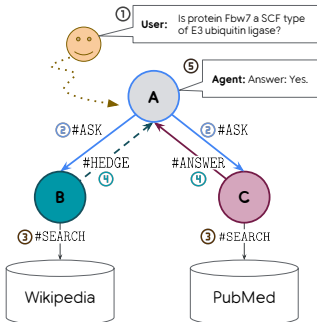 ①
User: Is protein Fbw7 a SCF type
of E3 ubiquitin ligase?
⑤
Agent: Answer: Yes.
A
② #ASK
② #ASK
#HEDGE
④
#ANSWER
④
B
C
③ #SEARCH
③ #SEARCH
Wikipedia
PubMed